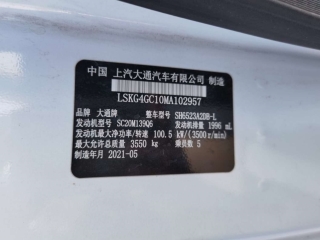 中国 上汽大通汽车有限公司 制造
LSKG4GC10MA102957
品牌 大通牌 整车型号 SH6523A2DB-L
发动机型号 SC20M139Q6 发动机排量 1996 mL
发动机最大净功率/转速 100.5 kW(3500r/min)
最大允许总质量 3550 kg 乘员数 5
制造年月 2021-05